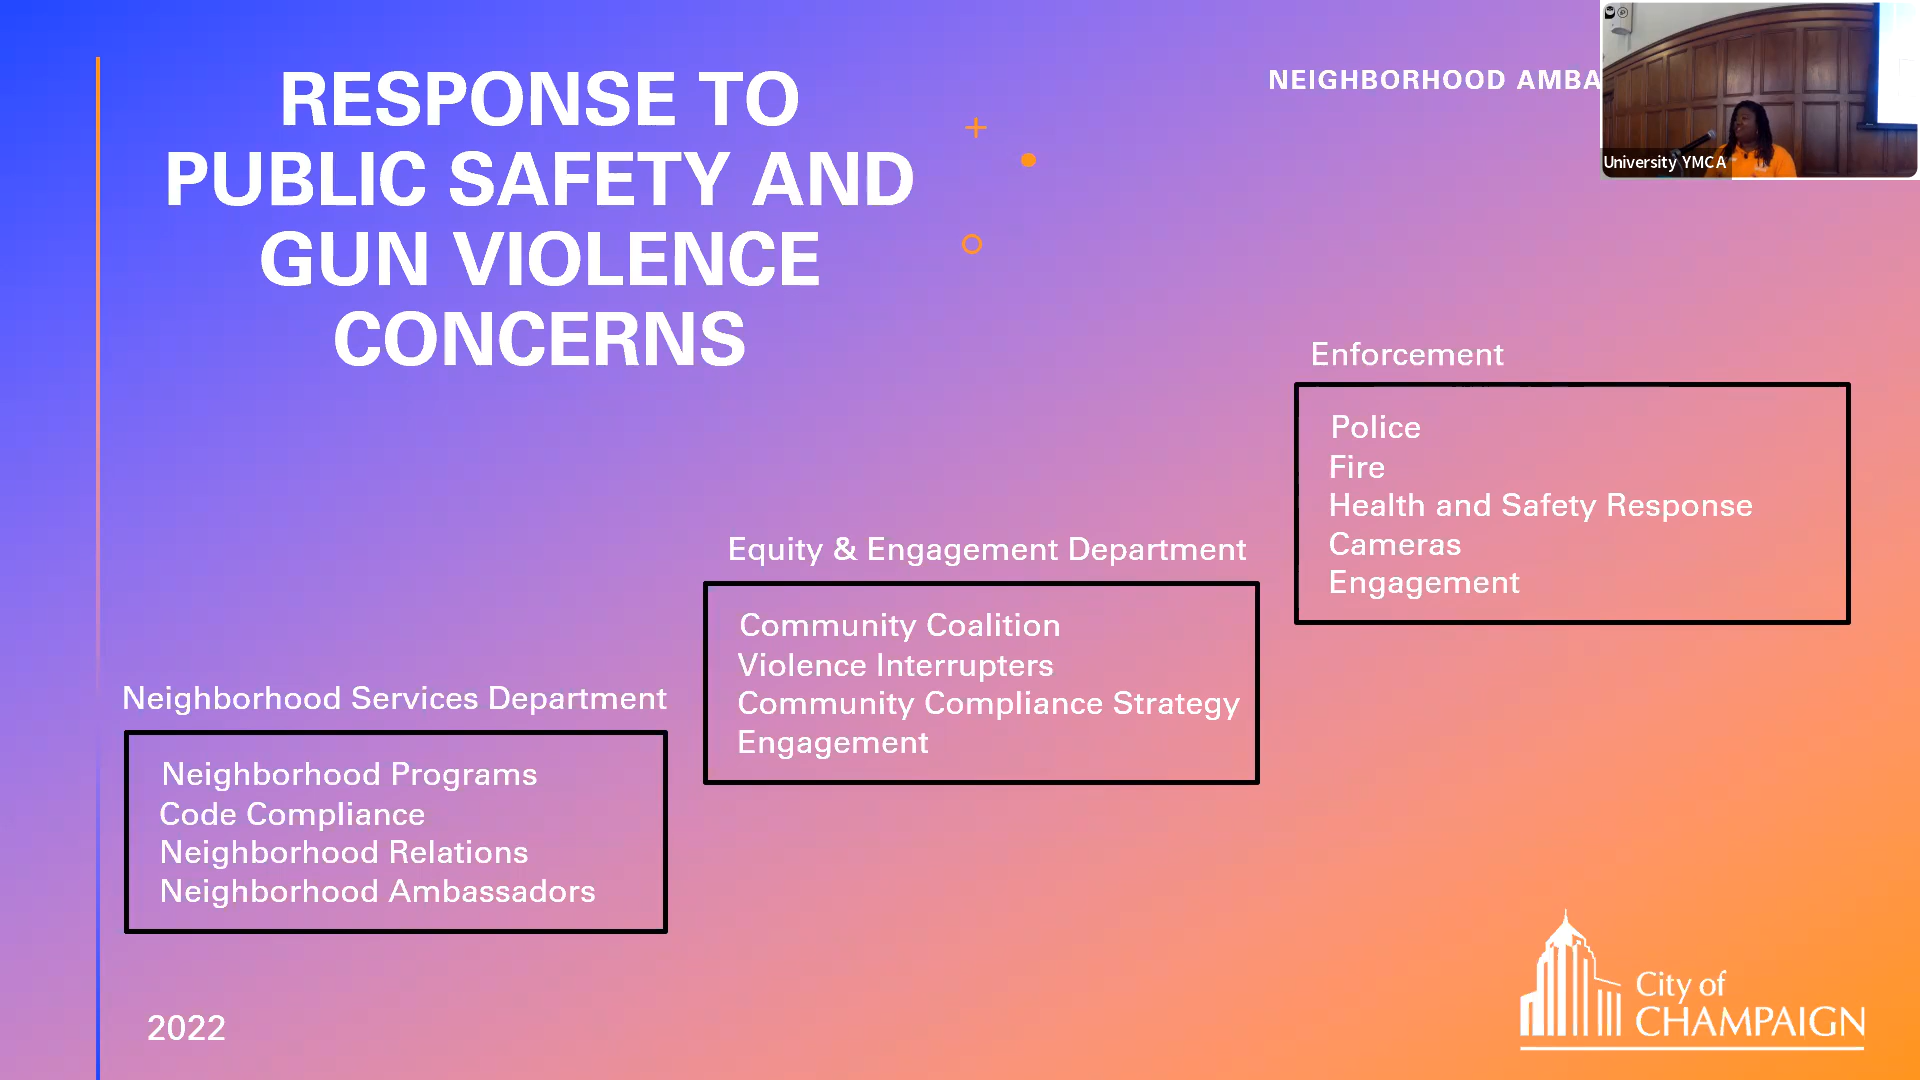 RESPONSE TO
PUBLIC SAFETY AND
GUN VIOLENCE
CONCERNS
NEIGHBORHOOD AMBA
University YMCA
Enforcement
Police
Fire
Health and Safety Response
Cameras
Engagement
Equity & Engagement Department
Community Coalition
Violence Interrupters
Community Compliance Strategy
Engagement
Neighborhood Services Department
Neighborhood Programs
Code Compliance
Neighborhood Relations
Neighborhood Ambassadors
2022
City of
CHAMPAIGN